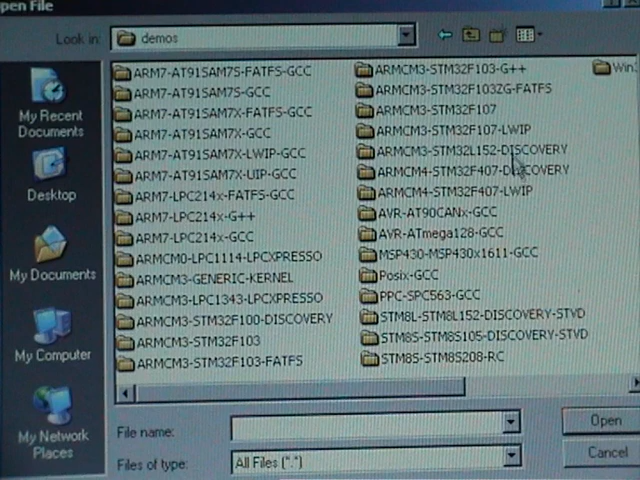 pen File
Look in:
demos
My Recent
Documents
Desktop
My Documents
My Computer
My Network
Places
ARM7-AT91SAM7S-FATFS-GCC
ARM7-AT91SAM7S-GCC
ARM7-AT91SAM7X-FATFS-GCC
ARM7-AT91SAM7X-GCC
ARM7-AT91SAM7X-LWIP-GCC
ARM7-AT91SAM7X-UIP-GCC
ARM7-LPC214x-FATFS-GCC
ARM7-LPC214x-G++
ARM7-LPC214x-GCC
ARMCM0-LPC1114-LPCXPRESSO
ARMCM3-GENERIC-KERNEL
ARMCM3-LPC1343-LPCXPRESSO
ARMCM3-STM32F100-DISCOVERY
ARMCM3-STM32F103
ARMCM3-STM32F103-FATFS
ARMCM3-STM32F103-G++
ARMCM3-STM32F103ZG-FATFS
ARMCM3-STM32F107
ARMCM3-STM32F107-LWIP
ARMCM3-STM32L152-DISCOVERY
ARMCM4-STM32F407-DISCOVERY
ARMCM4-STM32F407-LWIP
AVR-AT90CANx-GCC
AVR-ATmega128-GCC
MSP430-MSP430x1611-GCC
Posix-GCC
PPC-SPC563-GCC
STM8L-STM8L152-DISCOVERY-STVD
STM8S-STM8S105-DISCOVERY-STVD
STM8S-STM8S208-RC
File name:
Open
Files of type:
All Files (*.*)
Cancel